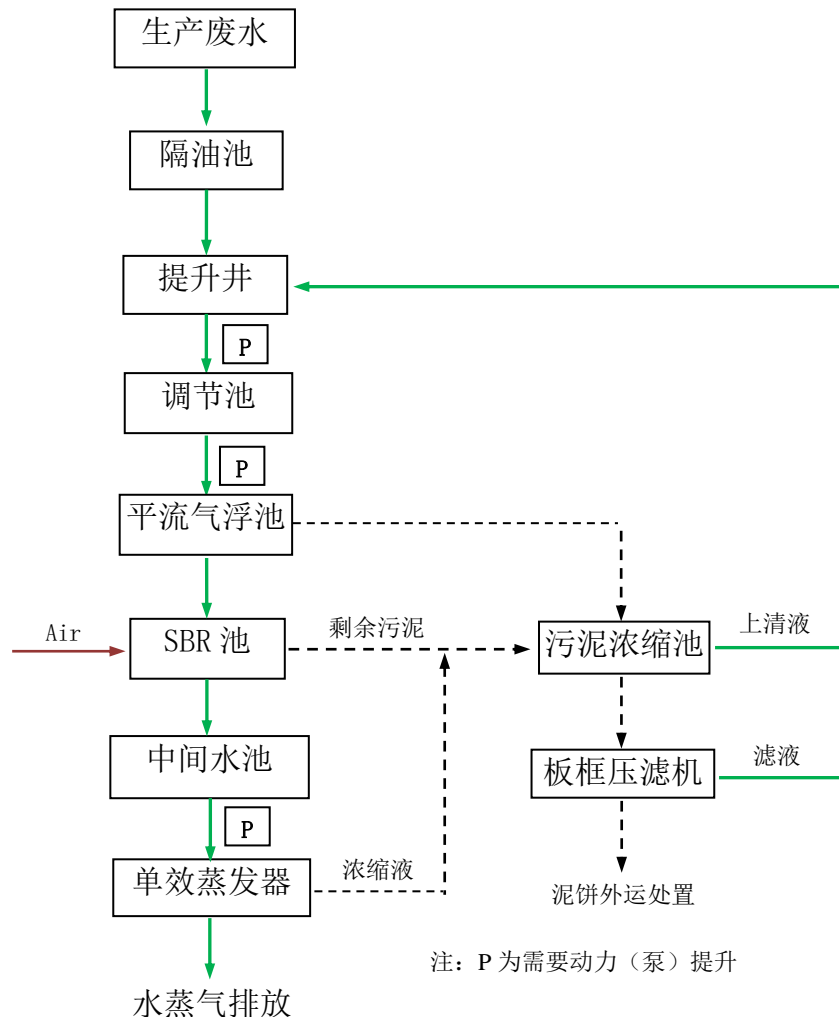 生产废水
隔油池
提升井
P
调节池
P
平流气浮池
Air
SBR 池
剩余污泥
污泥浓缩池
上清液
中间水池
板框压滤机
滤液
P
单效蒸发器
浓缩液
泥饼外运处置
注：P 为需要动力（泵）提升
水蒸气排放